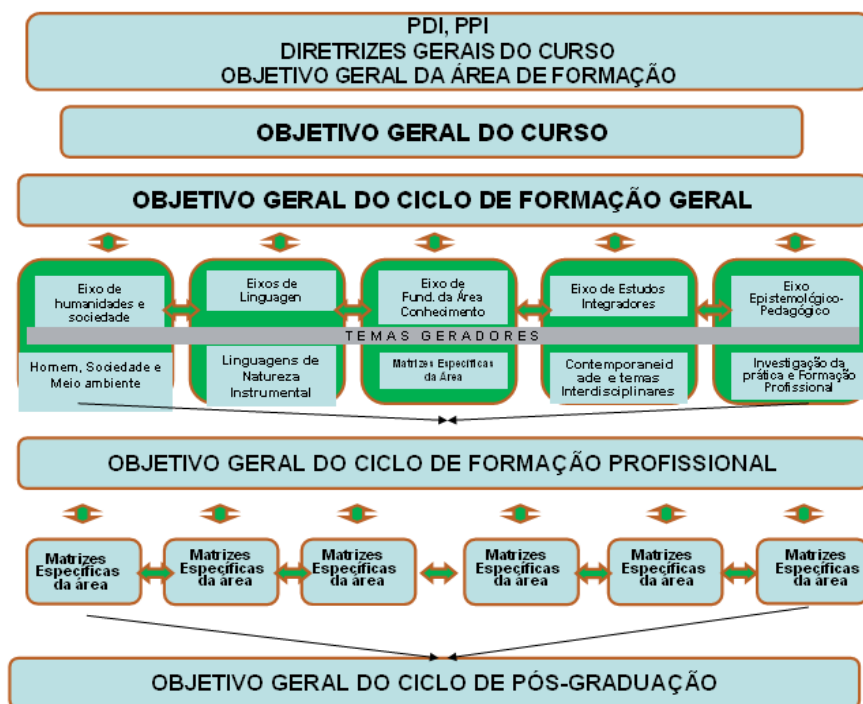 PDI, PPI
DIRETRIZES GERAIS DO CURSO
OBJETIVO GERAL DA ÁREA DE FORMAÇÃO
OBJETIVO GERAL DO CURSO
OBJETIVO GERAL DO CICLO DE FORMAÇÃO GERAL
Eixo de
humanidades e
sociedade
Eixos de
Linguagen
Eixo de
Fund. da Área
Conhecimento
Eixo de Estudos
Integradores
Eixo
Epistemológico-
Pedagógico
TEMAS GERADORES
Homem, Sociedade e
Meio ambiente
Linguagens de
Natureza
Instrumental
Matrizes Específicas
da Área
Contemporaneid
ade e temas
Interdisciplinares
Investigação da
prática e Formação
Profissional
OBJETIVO GERAL DO CICLO DE FORMAÇÃO PROFISSIONAL
Matrizes
Específicas
da área
Matrizes
Específicas
da área
Matrizes
Específicas
da área
Matrizes
Específicas
da área
Matrizes
Específicas
da área
Matrizes
Específicas
da área
OBJETIVO GERAL DO CICLO DE PÓS-GRADUAÇÃO